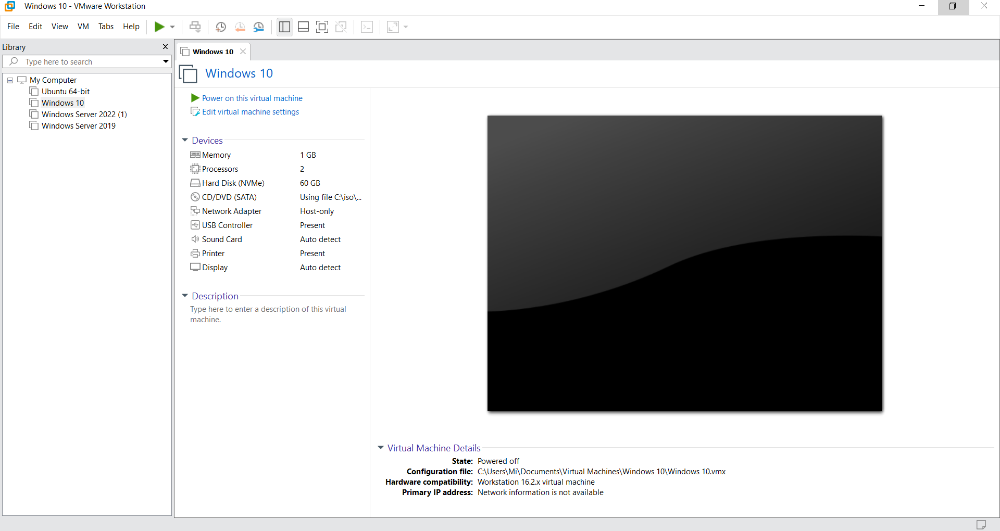 Windows 10 - VMware Workstation
File Edit View VM Tabs Help
Library
Type here to search
My Computer
Ubuntu 64-bit
Windows 10
Windows Server 2022 (1)
Windows Server 2019
Windows 10
Windows 10
Power on this virtual machine
Edit virtual machine settings
Devices
Memory 1 GB
Processors 2
Hard Disk (NVMe) 60 GB
CD/DVD (SATA) Using file C:\iso\...
Network Adapter Host-only
USB Controller Present
Sound Card Auto detect
Printer Present
Display Auto detect
Description
Type here to enter a description of this virtual
machine.
Virtual Machine Details
State: Powered off
Configuration file: C:\Users\Mi\Documents\Virtual Machines\Windows 10\Windows 10.vmx
Hardware compatibility: Workstation 16.2.x virtual machine
Primary IP address: Network information is not available